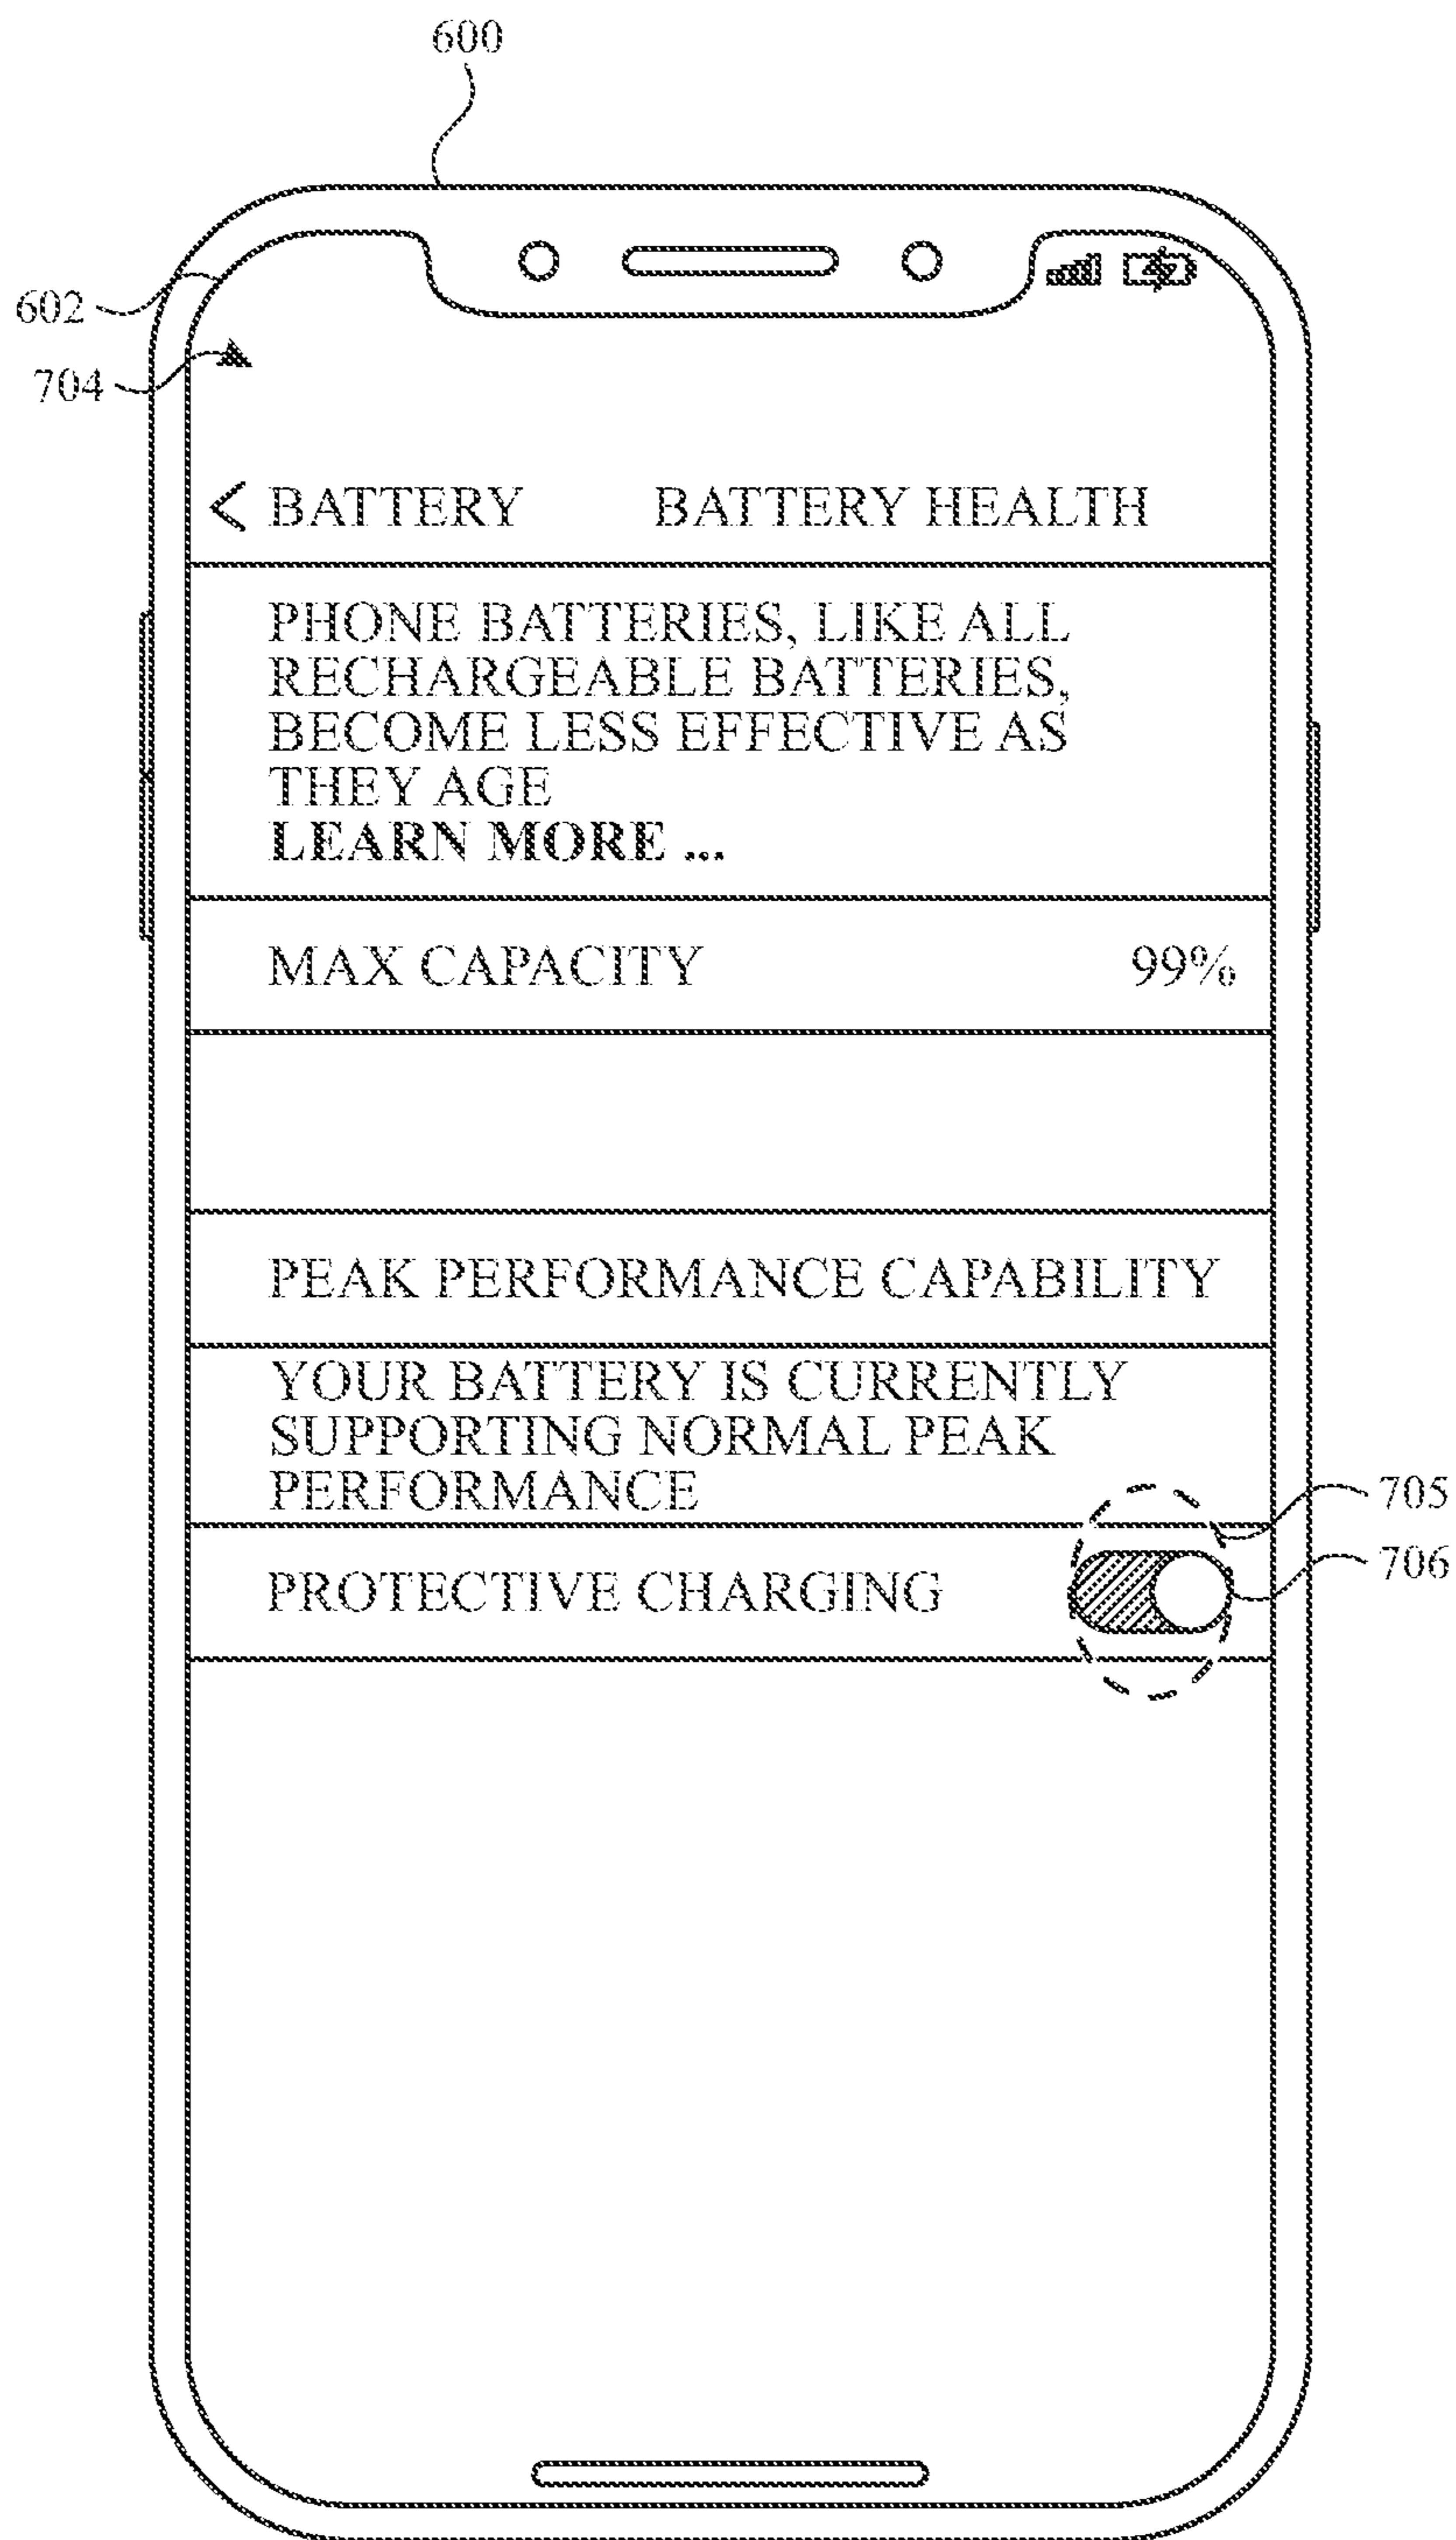 600
602
704
< BATTERY BATTERY HEALTH
PHONE BATTERIES, LIKE ALL
RECHARGEABLE BATTERIES,
BECOME LESS EFFECTIVE AS
THEY AGE
LEARN MORE ...
MAX CAPACITY 99%
PEAK PERFORMANCE CAPABILITY
YOUR BATTERY IS CURRENTLY
SUPPORTING NORMAL PEAK
PERFORMANCE
705
706
PROTECTIVE CHARGING